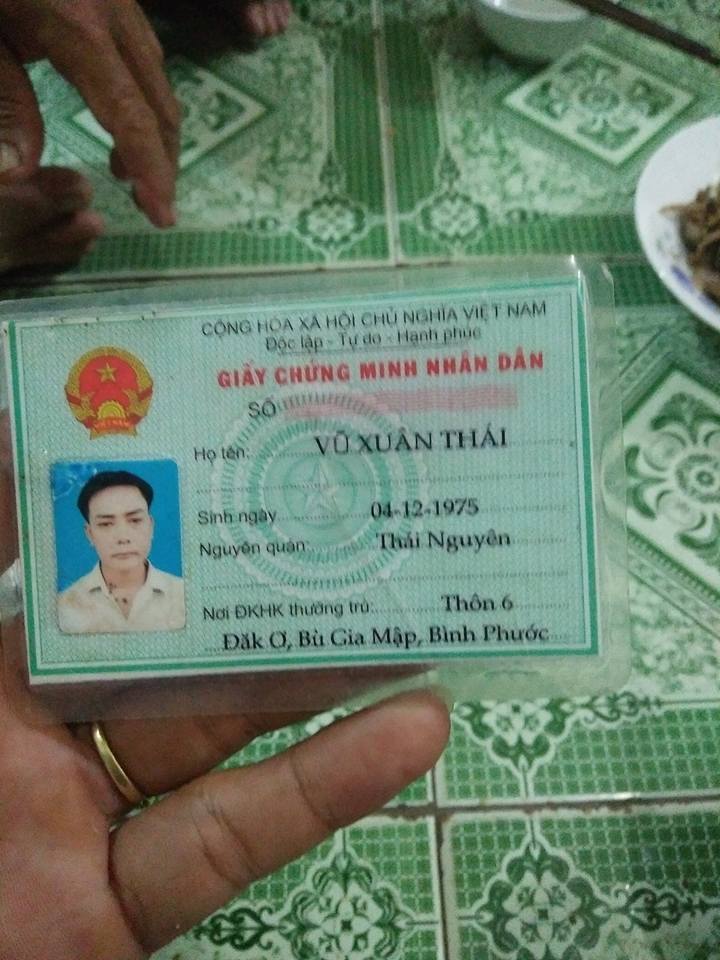 CỘNG HÒA XÃ HỘI CHỦ NGHĨA VIỆT NAM
Độc lập - Tự do - Hạnh phúc
GIẤY CHỨNG MINH NHÂN DÂN
SỐ
Họ tên: VŨ XUÂN THÁI
Sinh ngày 04-12-1975
Nguyên quán: Thái Nguyên
Nơi ĐKHK thường trú: Thôn 6
Đăk Ơ, Bù Gia Mập, Bình Phước
VIỆT NAM